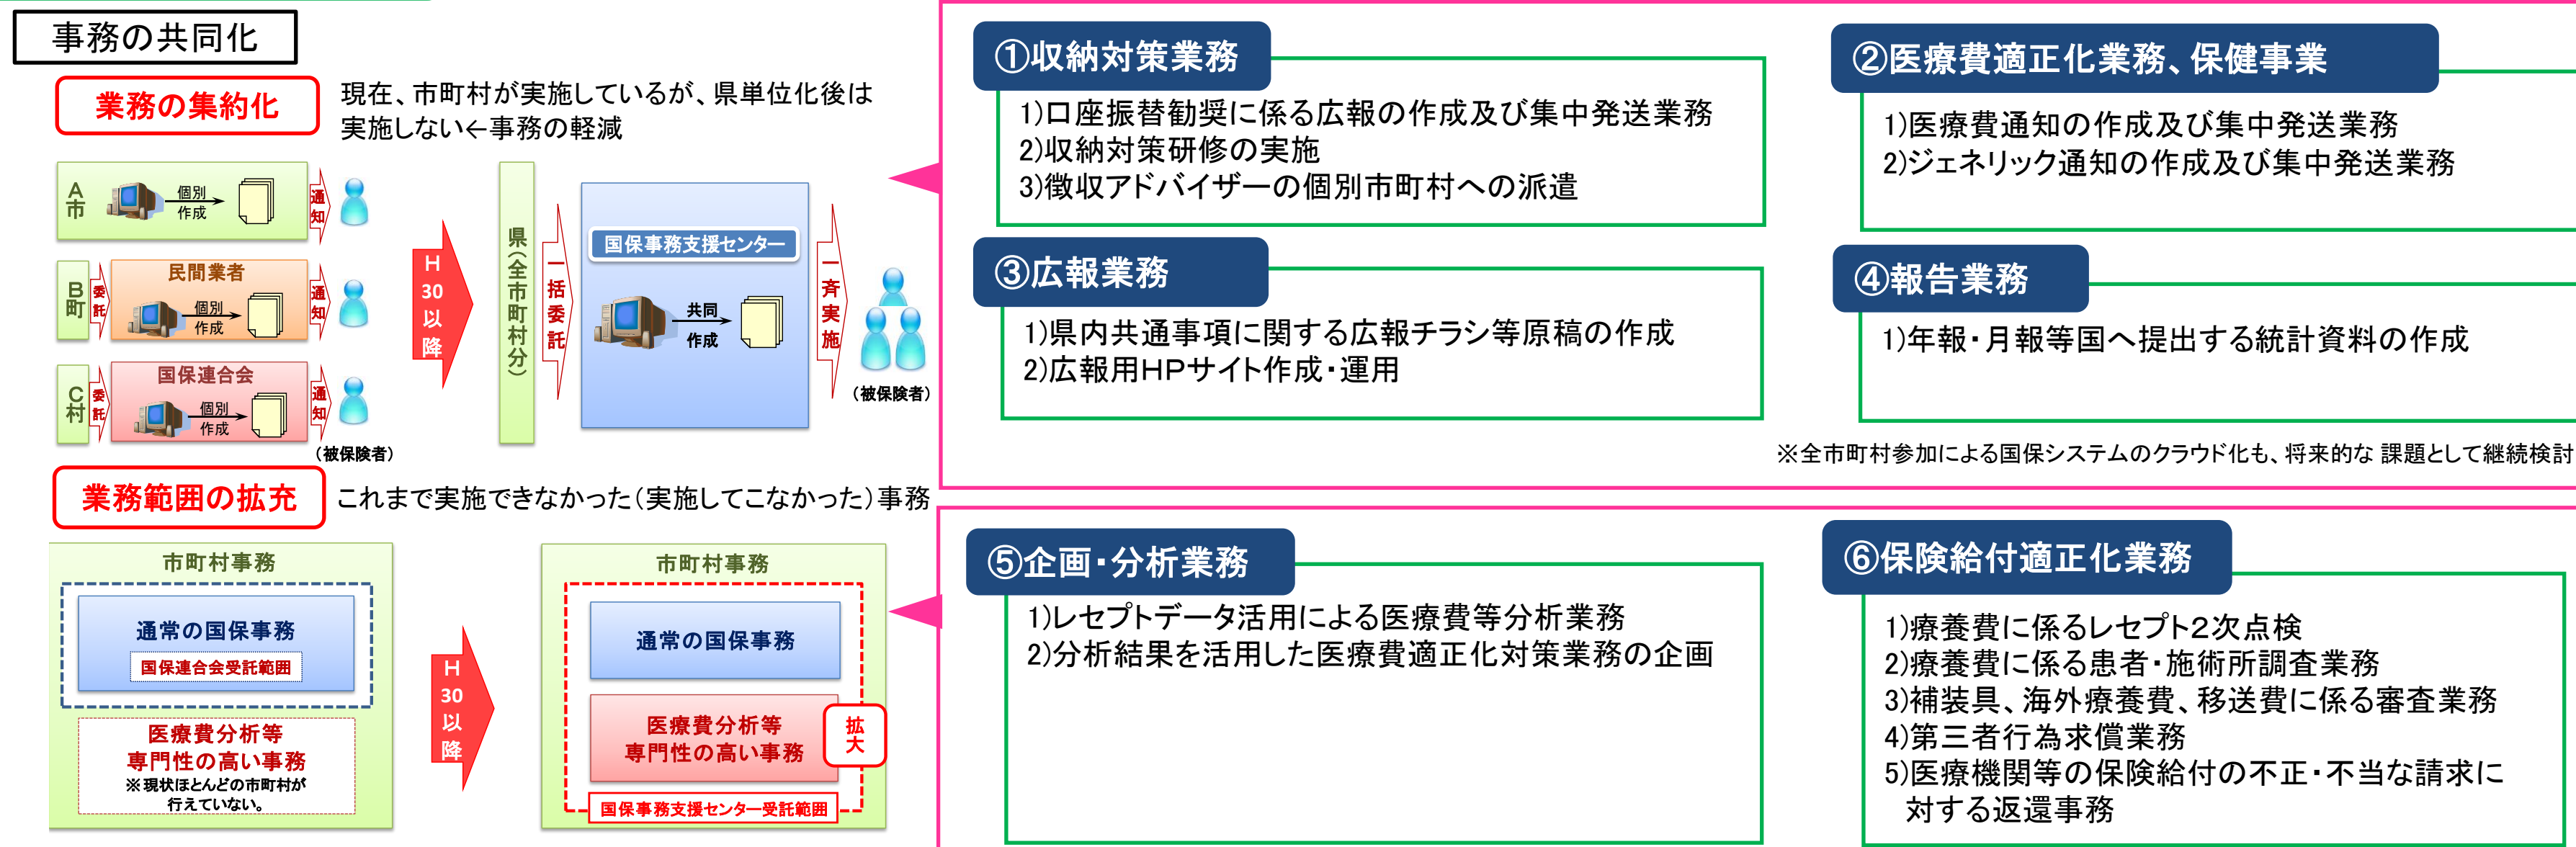 事務の共同化
業務の集約化
現在、市町村が実施しているが、県単位化後は
実施しない←事務の軽減
A市
個別
作成
通知
B町
委託
民間業者
個別
作成
通知
C村
委託
国保連合会
個別
作成
通知
（被保険者）
H30以降
県（全市町村分）
一括委託
国保事務支援センター
共同
作成
一斉実施
（被保険者）
①収納対策業務
1)口座振替勧奨に係る広報の作成及び集中発送業務
2)収納対策研修の実施
3)徴収アドバイザーの個別市町村への派遣
②医療費適正化業務、保健事業
1)医療費通知の作成及び集中発送業務
2)ジェネリック通知の作成及び集中発送業務
③広報業務
1)県内共通事項に関する広報チラシ等原稿の作成
2)広報用HPサイト作成・運用
④報告業務
1)年報・月報等国へ提出する統計資料の作成
※全市町村参加による国保システムのクラウド化も、将来的な 課題として継続検討
業務範囲の拡充
これまで実施できなかった（実施してこなかった）事務
市町村事務
通常の国保事務
国保連合会受託範囲
医療費分析等
専門性の高い事務
※現状ほとんどの市町村が
行えていない。
H30以降
市町村事務
通常の国保事務
医療費分析等
専門性の高い事務
拡大
国保事務支援センター受託範囲
⑤企画・分析業務
1)レセプトデータ活用による医療費等分析業務
2)分析結果を活用した医療費適正化対策業務の企画
⑥保険給付適正化業務
1)療養費に係るレセプト２次点検
2)療養費に係る患者・施術所調査業務
3)補装具、海外療養費、移送費に係る審査業務
4)第三者行為求償業務
5)医療機関等の保険給付の不正・不当な請求に
対する返還事務